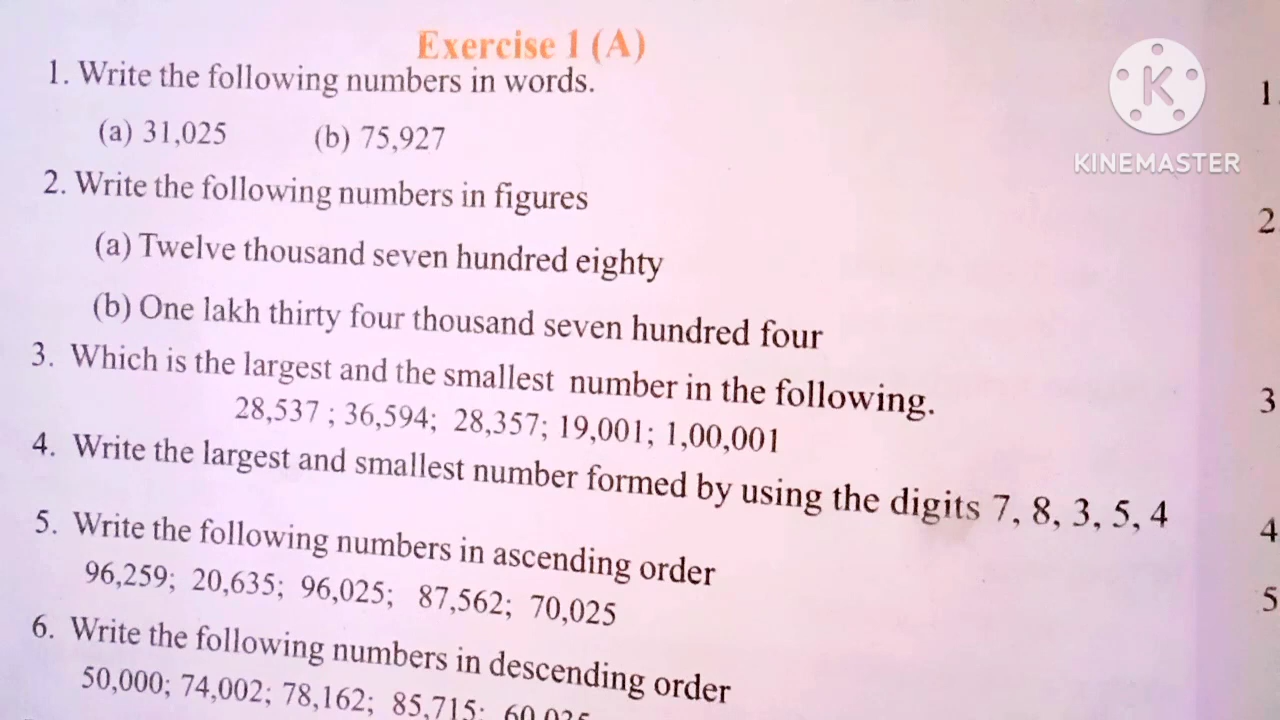 Exercise 1 (A)
1. Write the following numbers in words.
(a) 31,025 (b) 75,927
2. Write the following numbers in figures
(a) Twelve thousand seven hundred eighty
(b) One lakh thirty four thousand seven hundred four
3. Which is the largest and the smallest number in the following.
28,537 ; 36,594; 28,357; 19,001; 1,00,001
4. Write the largest and smallest number formed by using the digits 7, 8, 3, 5, 4
5. Write the following numbers in ascending order
96,259; 20,635; 96,025; 87,562; 70,025
6. Write the following numbers in descending order
50,000; 74,002; 78,162; 85,715;
K
KINEMASTER
1.
2.
3
4
5